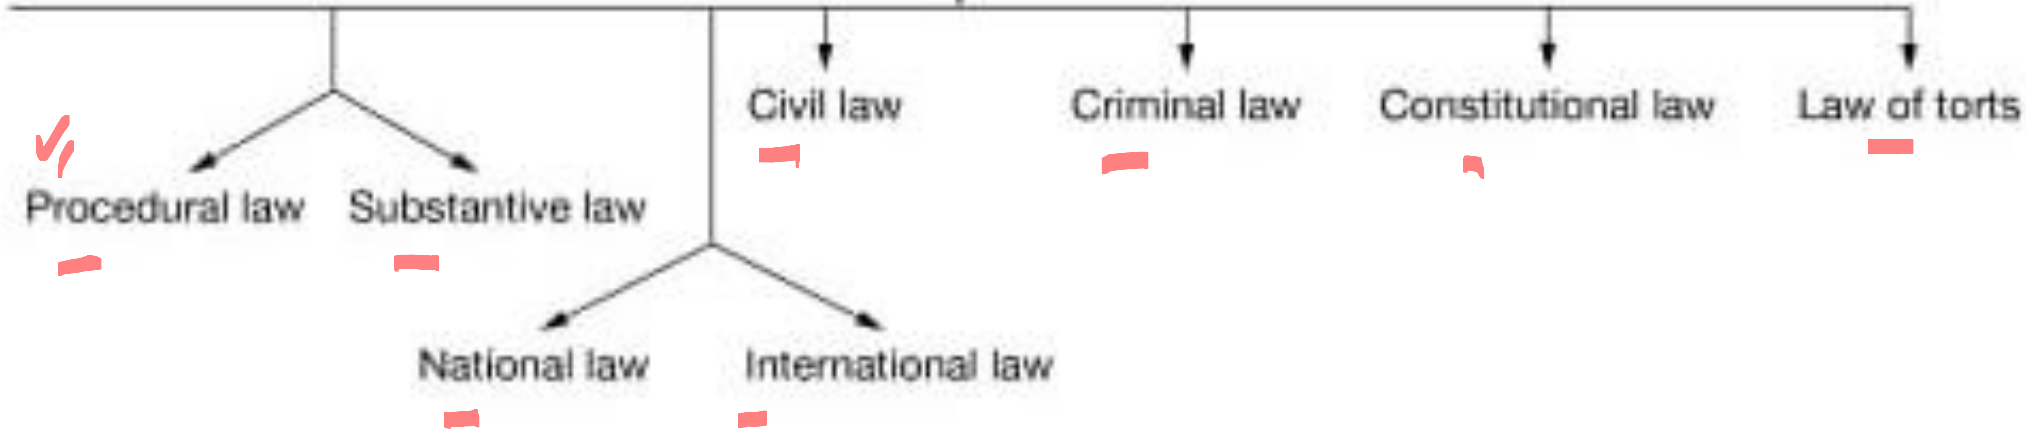 Civil law
Criminal law
Constitutional law
Law of torts
Procedural law
Substantive law
National law
International law